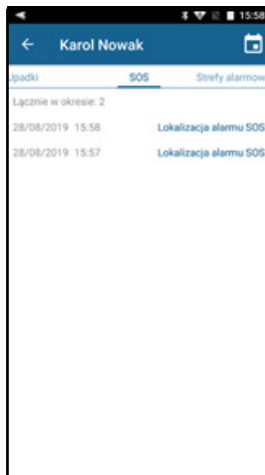 15:58
Karol Nowak
Upadki SOS Strefy alarmow
Łącznie w okresie: 2
28/08/2019 15:58 Lokalizacja alarmu SOS
28/08/2019 15:57 Lokalizacja alarmu SOS